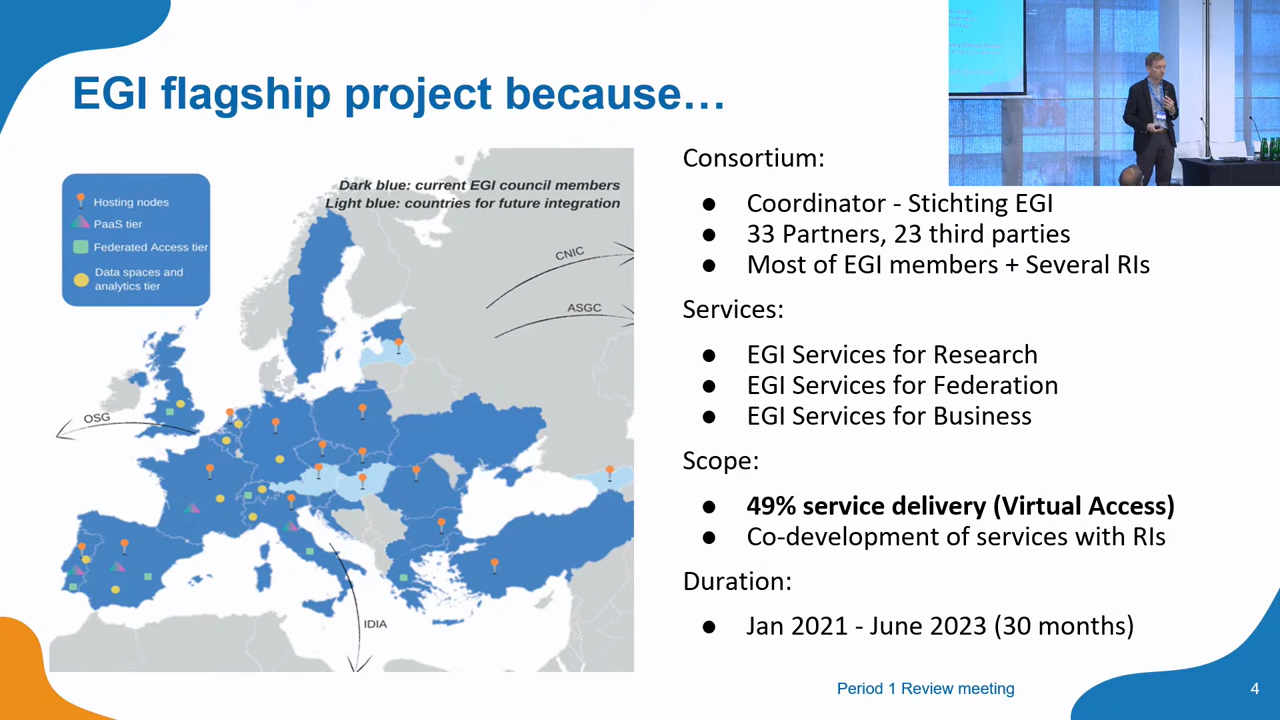 EGI flagship project because…
Dark blue: current EGI council members
Light blue: countries for future integration
Hosting nodes
PaaS tier
Federated Access tier
Data spaces and
analytics tier
CNIC
ASGC
OSG
IDIA
Consortium:
● Coordinator - Stichting EGI
● 33 Partners, 23 third parties
● Most of EGI members + Several RIs
Services:
● EGI Services for Research
● EGI Services for Federation
● EGI Services for Business
Scope:
● 49% service delivery (Virtual Access)
● Co-development of services with RIs
Duration:
● Jan 2021 - June 2023 (30 months)
Period 1 Review meeting
4